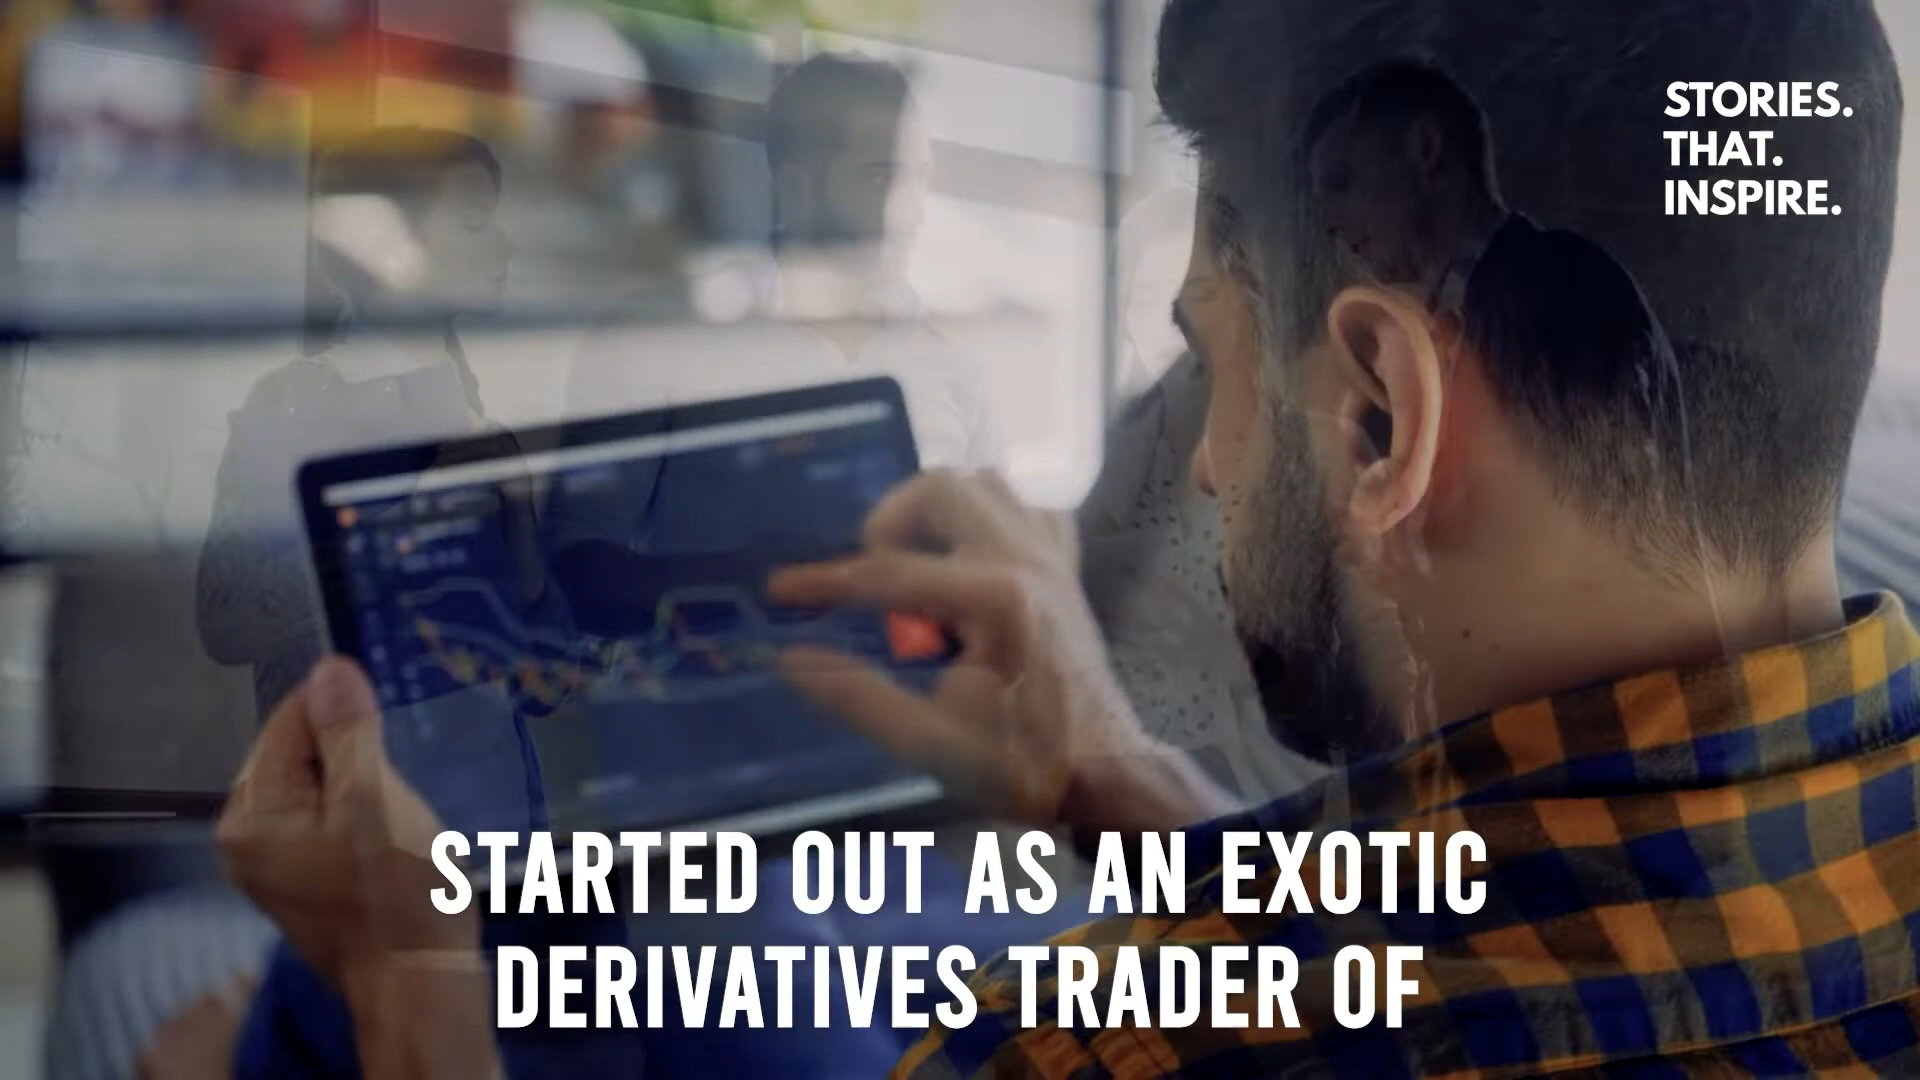 STORIES.
THAT.
INSPIRE.
STARTED OUT AS AN EXOTIC
DERIVATIVES TRADER OF